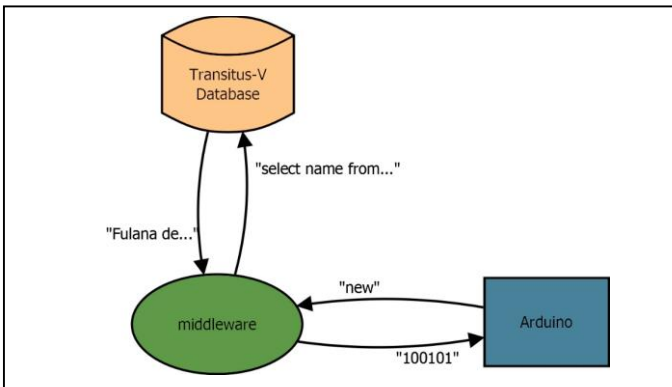 Transitus-V
Database
"select name from..."
"Fulana de..."
"new"
middleware
Arduino
"100101"